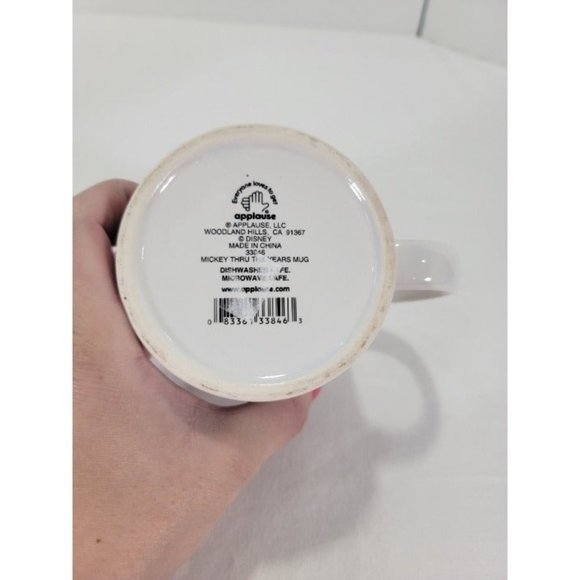 Everyone loves to get
applause
® APPLAUSE, LLC
WOODLAND HILLS, CA 91367
© DISNEY
MADE IN CHINA
33846
MICKEY THRU THE YEARS MUG
DISHWASHER SAFE.
MICROWAVE SAFE.
www.applause.com
0 83361 33846 3